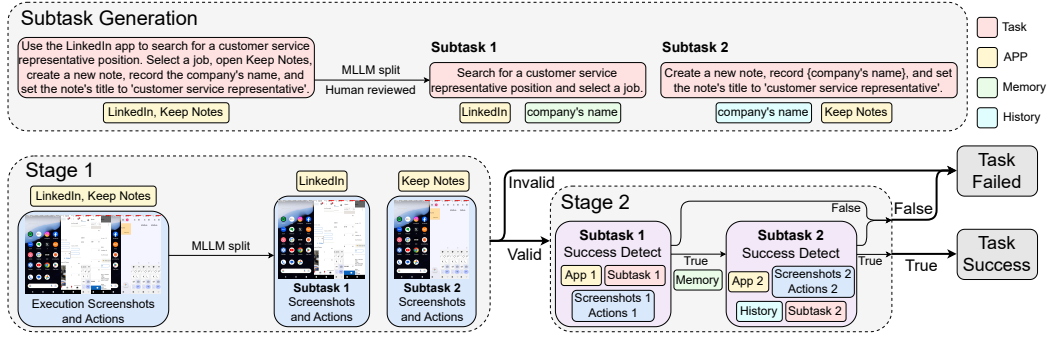 Subtask Generation
Use the LinkedIn app to search for a customer service
representative position. Select a job, open Keep Notes,
create a new note, record the company's name, and
set the note's title to 'customer service representative'.
LinkedIn, Keep Notes
MLLM split
Human reviewed
Subtask 1
Search for a customer service
representative position and select a job.
LinkedIn
company's name
Subtask 2
Create a new note, record {company's name}, and set
the note's title to 'customer service representative'.
company's name
Keep Notes
Task
APP
Memory
History
Stage 1
LinkedIn, Keep Notes
Execution Screenshots
and Actions
MLLM split
LinkedIn
Subtask 1
Screenshots
and Actions
Keep Notes
Subtask 2
Screenshots
and Actions
Invalid
Valid
Stage 2
Subtask 1
Success Detect
App 1
Subtask 1
Screenshots 1
Actions 1
True
Memory
Subtask 2
Success Detect
App 2
Screenshots 2
Actions 2
History
Subtask 2
False
True
False
True
Task
Failed
Task
Success